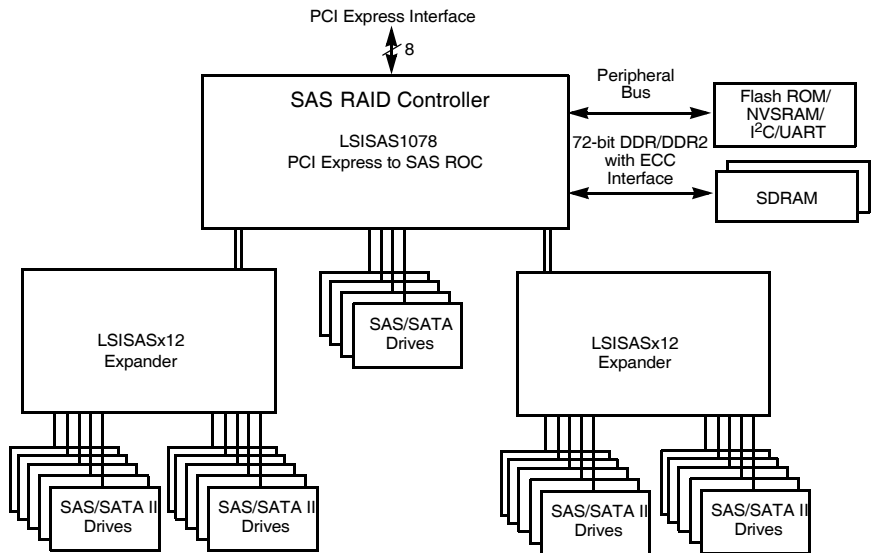 PCI Express Interface
8
SAS RAID Controller
LSISAS1078
PCI Express to SAS ROC
Peripheral
Bus
Flash ROM/
NVSRAM/
I²C/UART
72-bit DDR/DDR2
with ECC
Interface
SDRAM
LSISASx12
Expander
SAS/SATA
Drives
LSISASx12
Expander
SAS/SATA II
Drives
SAS/SATA II
Drives
SAS/SATA II
Drives
SAS/SATA II
Drives